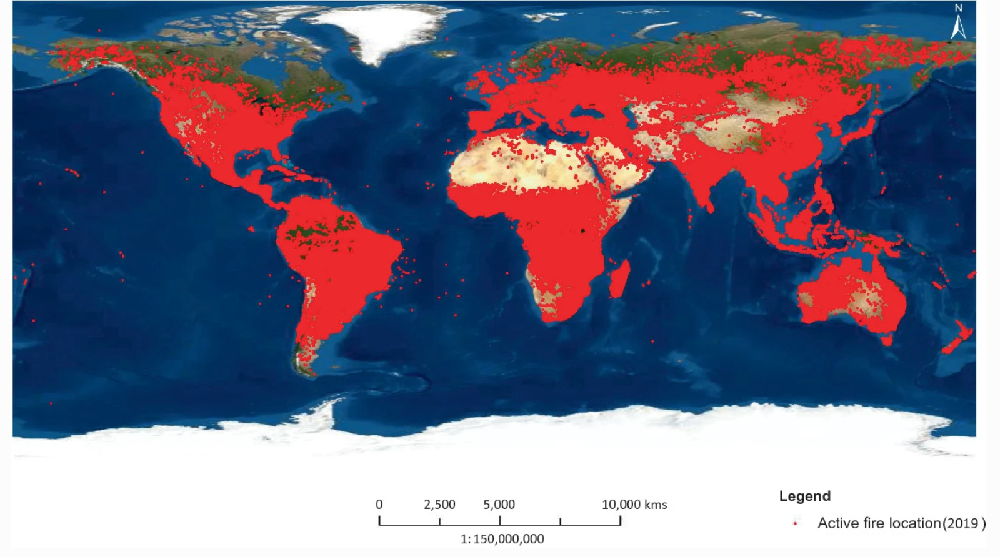 N
0 2,500 5,000 10,000 kms
1: 150,000,000
Legend
Active fire location(2019 )